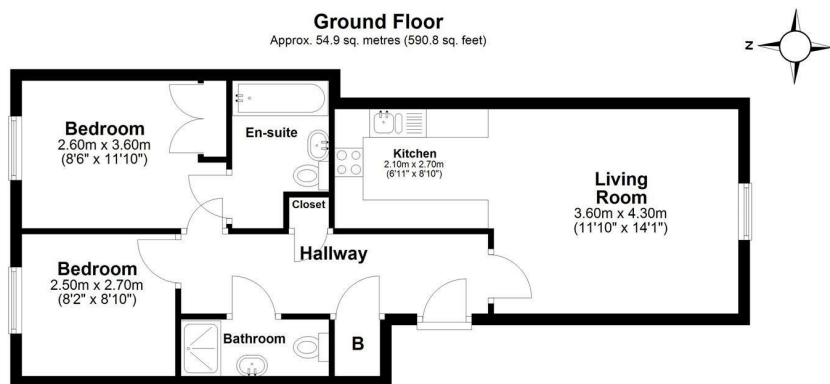 Ground Floor
Approx. 54.9 sq. metres (590.8 sq. feet)
N
Bedroom
2.60m x 3.60m
(8'6" x 11'10")
En-suite
Kitchen
2.10m x 2.70m
(6'11" x 8'10")
Living
Room
3.60m x 4.30m
(11'10" x 14'1")
Closet
Hallway
Bedroom
2.50m x 2.70m
(8'2" x 8'10")
Bathroom
B